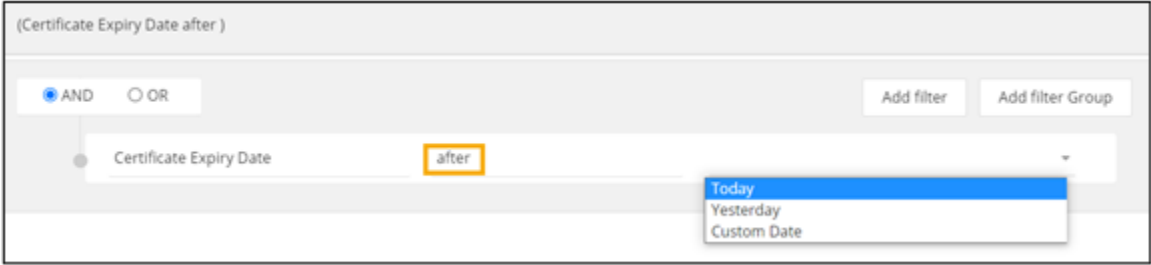 (Certificate Expiry Date after )
AND OR
Add filter Add filter Group
Certificate Expiry Date after
Today
Yesterday
Custom Date